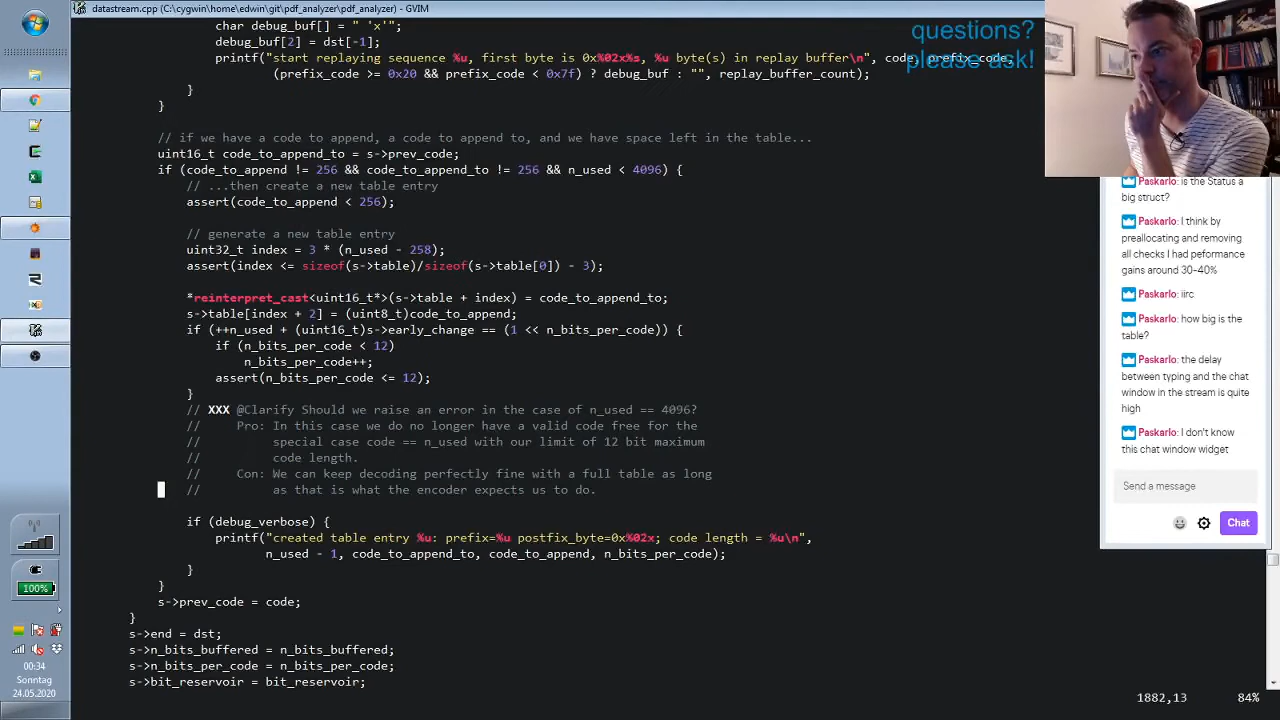 datastream.cpp (C:\cygwin\home\edwin\git\pdf_analyzer\pdf_analyzer) - GVIM
char debug_buf[] = " 'x'";
debug_buf[2] = dst[-1];
printf("start replaying sequence %u, first byte is 0x%02x%s, %u byte(s) in replay buffer\n", code, prefix_code,
(prefix_code >= 0x20 && prefix_code < 0x7f) ? debug_buf : "", replay_buffer_count);
}
}
// if we have a code to append, a code to append to, and we have space left in the table...
uint16_t code_to_append_to = s->prev_code;
if (code_to_append != 256 && code_to_append_to != 256 && n_used < 4096) {
// ...then create a new table entry
assert(code_to_append < 256);
// generate a new table entry
uint32_t index = 3 * (n_used - 258);
assert(index <= sizeof(s->table)/sizeof(s->table[0]) - 3);
*reinterpret_cast<uint16_t*>(s->table + index) = code_to_append_to;
s->table[index + 2] = (uint8_t)code_to_append;
if (++n_used + (uint16_t)s->early_change == (1 << n_bits_per_code)) {
if (n_bits_per_code < 12)
n_bits_per_code++;
assert(n_bits_per_code <= 12);
}
// XXX @Clarify Should we raise an error in the case of n_used == 4096?
// Pro: In this case we do no longer have a valid code free for the
// special case code == n_used with our limit of 12 bit maximum
// code length.
// Con: We can keep decoding perfectly fine with a full table as long
// as that is what the encoder expects us to do.
if (debug_verbose) {
printf("created table entry %u: prefix=%u postfix_byte=0x%02x; code length = %u\n",
n_used - 1, code_to_append_to, code_to_append, n_bits_per_code);
}
}
s->prev_code = code;
}
s->end = dst;
s->n_bits_buffered = n_bits_buffered;
s->n_bits_per_code = n_bits_per_code;
s->bit_reservoir = bit_reservoir;
1882,13 84%
questions?
please ask!
Paskarlo: is the Status a
big struct?
Paskarlo: I think by
preallocating and removing
all checks I had peformance
gains around 30-40%
Paskarlo: iirc
Paskarlo: how big is the
table?
Paskarlo: the delay
between typing and the chat
window in the stream is quite
high
Paskarlo: I don't know
this chat window widget
Send a message
Chat
100%
00:34
Sonntag
24.05.2020